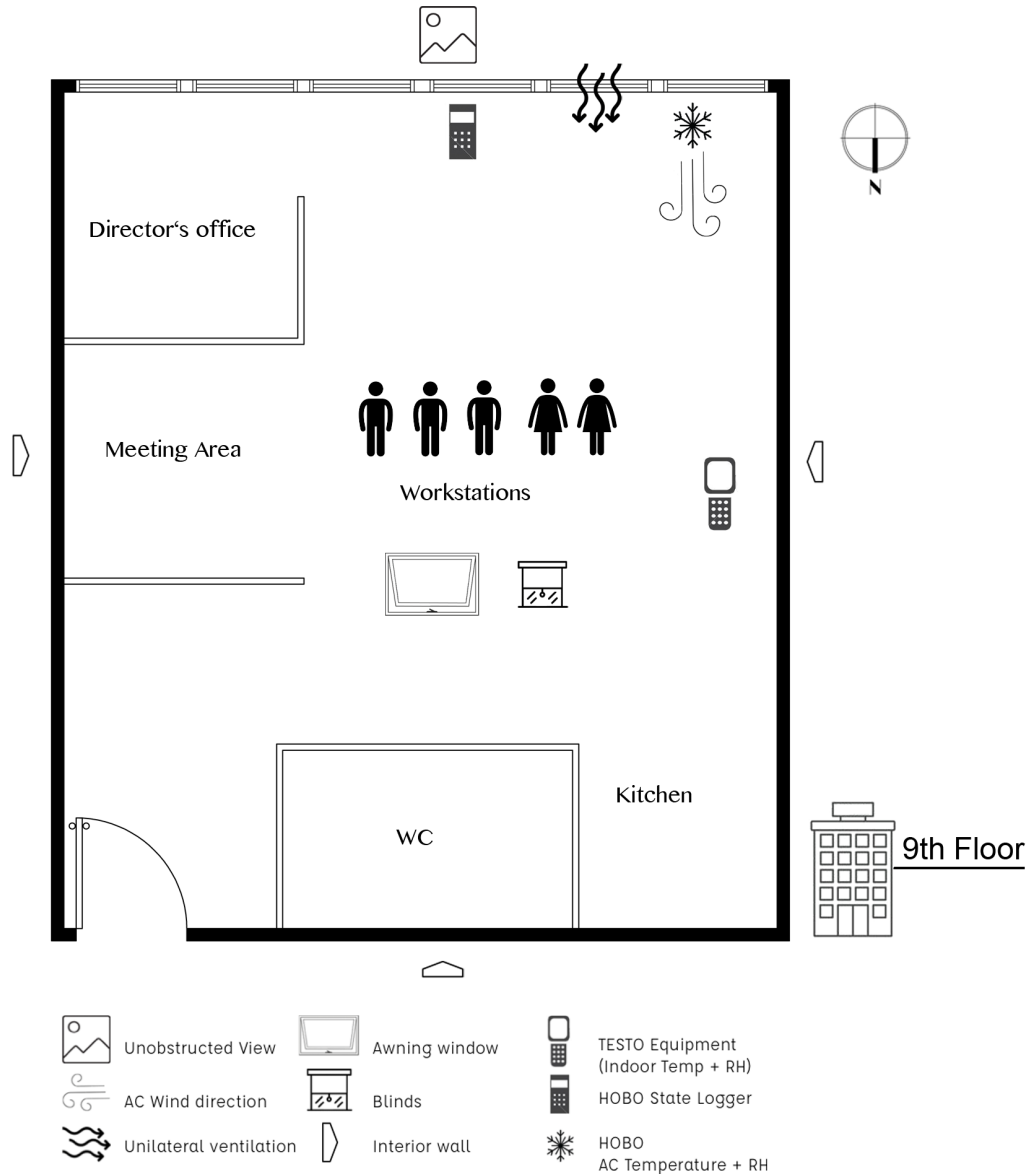 Director's office
Meeting Area
Workstations
Kitchen
WC
N
9th Floor
Unobstructed View
Awning window
TESTO Equipment
(Indoor Temp + RH)
AC Wind direction
Blinds
HOBO State Logger
Unilateral ventilation
Interior wall
HOBO
AC Temperature + RH